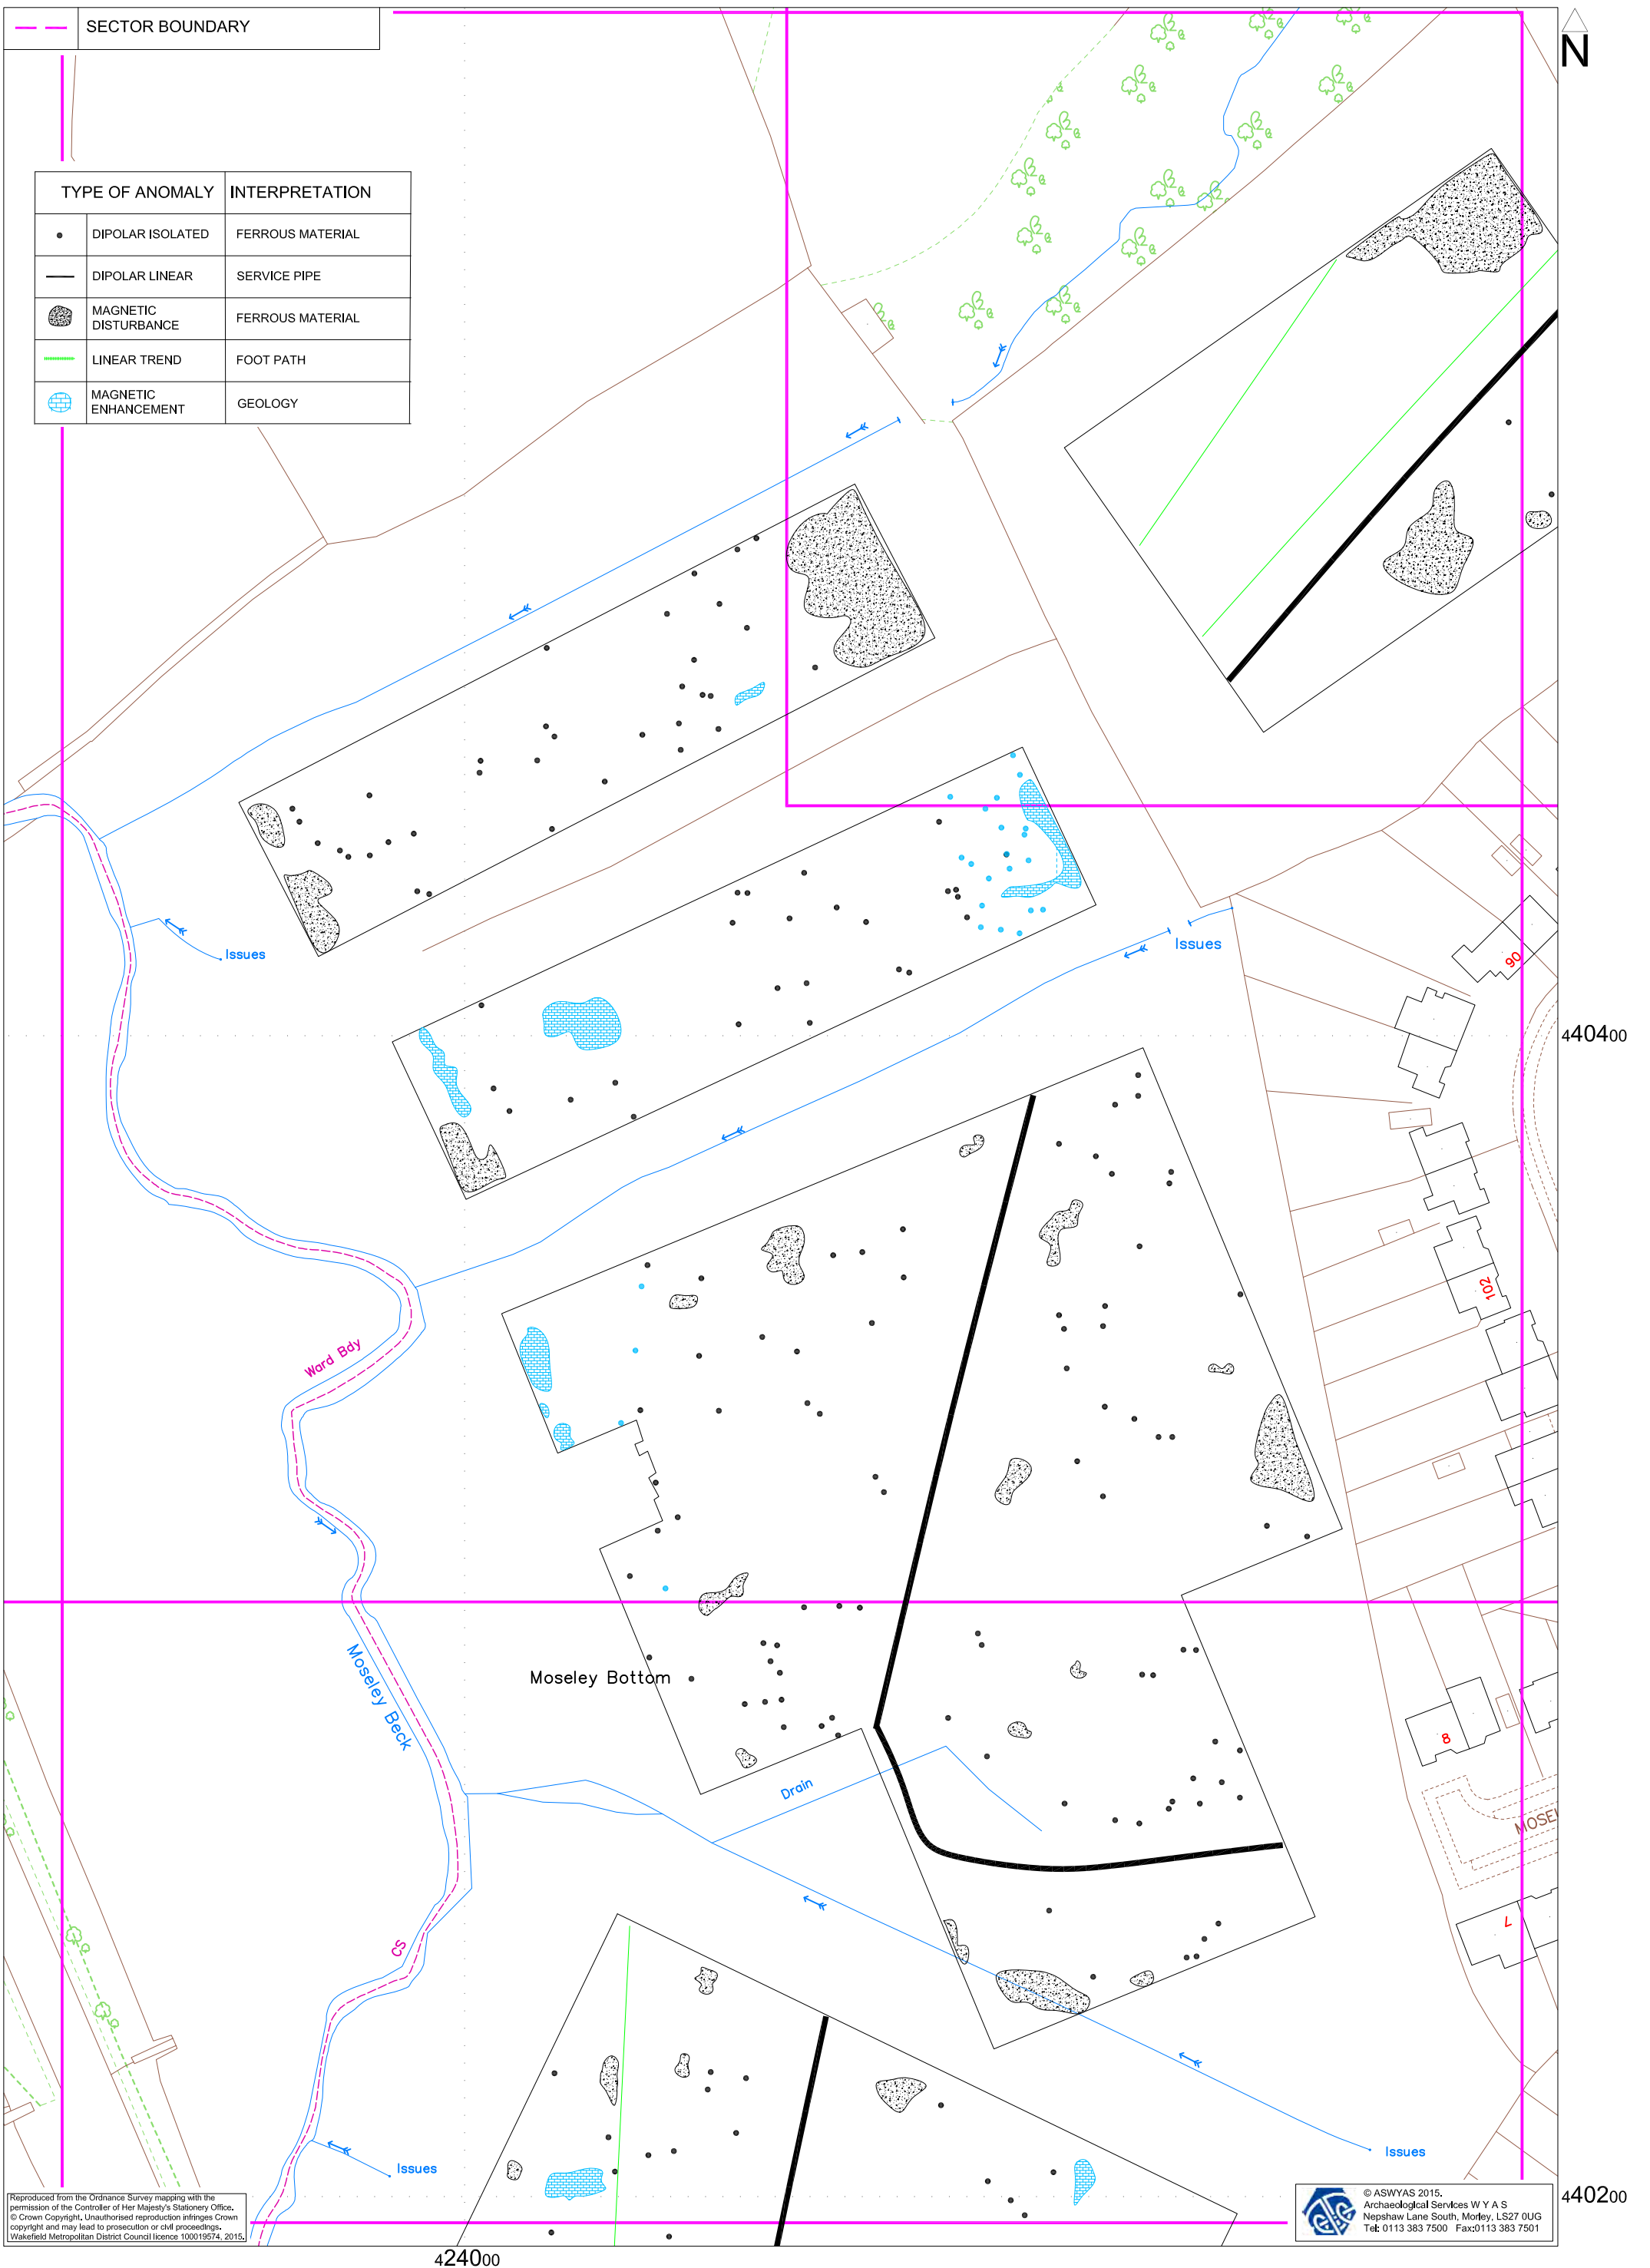 SECTOR BOUNDARY
N
TYPE OF ANOMALY INTERPRETATION
DIPOLAR ISOLATED FERROUS MATERIAL
DIPOLAR LINEAR SERVICE PIPE
MAGNETIC
DISTURBANCE
FERROUS MATERIAL
LINEAR TREND FOOT PATH
MAGNETIC
ENHANCEMENT
GEOLOGY
Issues
Issues
90
440400
102
Ward Bdy
Moseley Beck
Moseley Bottom
8
Drain
MOSEL
7
CS
Issues
Issues
440200
Reproduced from the Ordnance Survey mapping with the
permission of the Controller of Her Majesty's Stationery Office.
© Crown Copyright. Unauthorised reproduction infringes Crown
copyright and may lead to prosecution or civil proceedings.
Wakefield Metropolitan District Council licence 100019574, 2015.
© ASWYAS 2015.
Archaeological Services W Y A S
Nepshaw Lane South, Morley, LS27 0UG
Tel: 0113 383 7500 Fax:0113 383 7501
424000